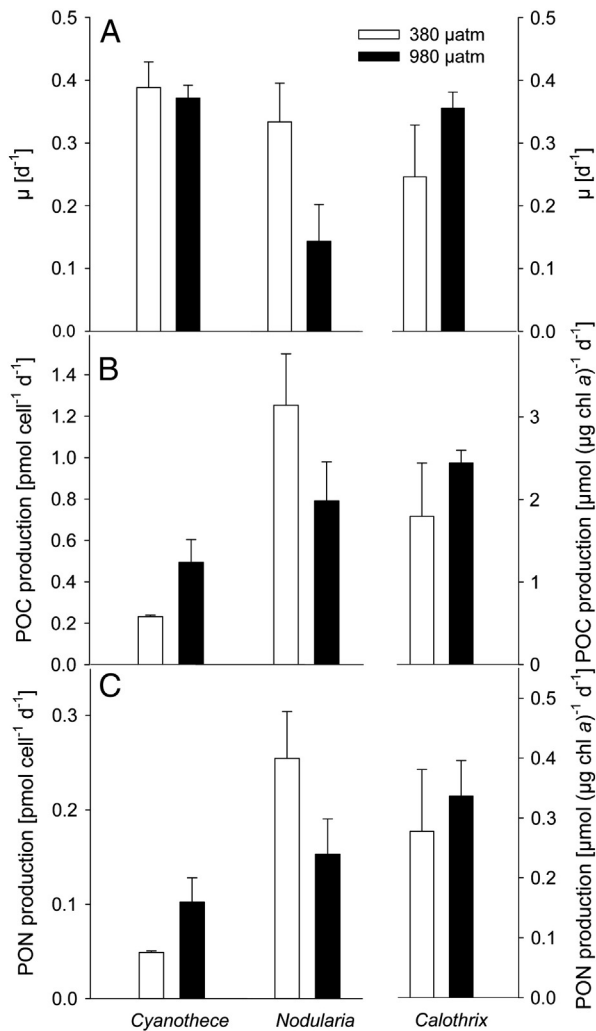 A
380 µatm
980 µatm
0.5
0.4
0.3
0.2
0.1
0.0
µ [d-1]
0.5
0.4
0.3
0.2
0.1
0.0
µ [d-1]
B
1.4
1.2
1.0
0.8
0.6
0.4
0.2
0.0
POC production [pmol cell-1 d-1]
3
2
1
0
POC production [µmol (µg chl a)-1 d-1]
C
0.3
0.2
0.1
0.0
PON production [pmol cell-1 d-1]
0.5
0.4
0.3
0.2
0.1
0.0
PON production [µmol (µg chl a)-1 d-1]
Cyanothece Nodularia Calothrix